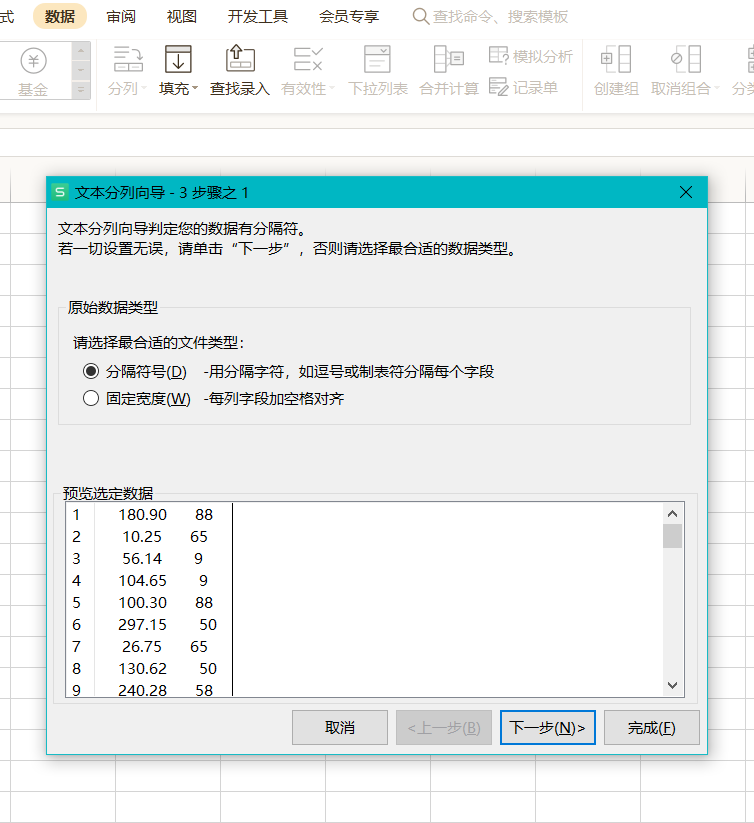 式 数据 审阅 视图 开发工具 会员专享 查找命令、搜索模板
基金 分列 填充 查找录入 有效性 下拉列表 合并计算 模拟分析 创建组 取消组合 分类
记录单
文本分列向导 - 3 步骤之 1
文本分列向导判定您的数据有分隔符。
若一切设置无误，请单击“下一步”，否则请选择最合适的数据类型。
原始数据类型
请选择最合适的文件类型：
分隔符号(D) -用分隔字符，如逗号或制表符分隔每个字段
固定宽度(W) -每列字段加空格对齐
预览选定数据
1 180.90 88
2 10.25 65
3 56.14 9
4 104.65 9
5 100.30 88
6 297.15 50
7 26.75 65
8 130.62 50
9 240.28 58
取消 <上一步(B) 下一步(N)> 完成(F)